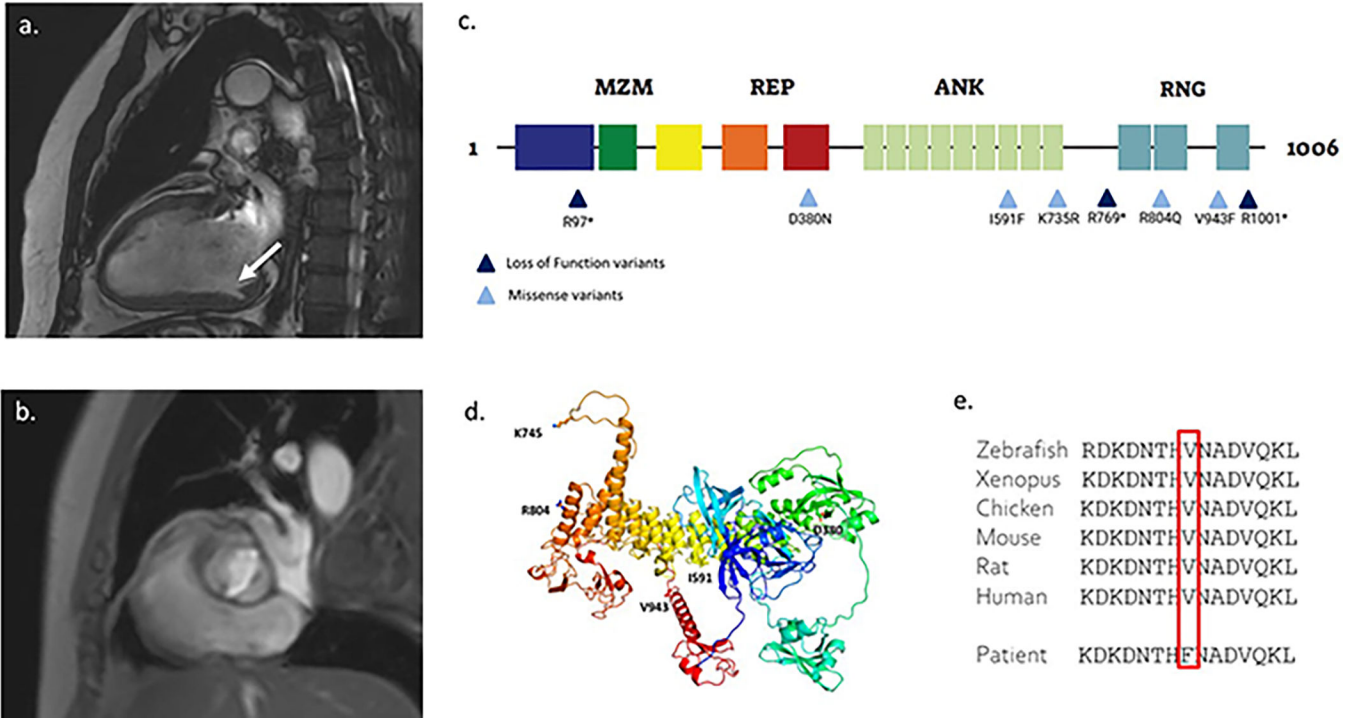 a.
c.
MZM REP ANK RNG
1 1006
R97* D380N I591F K735R R769* R804Q V943F R1001*
Loss of Function variants
Missense variants
b.
d.
K745
R804
I591
D380
V943
e.
Zebrafish RDKDNTHVNADVQKL
Xenopus KDKDNTHVNADVQKL
Chicken KDKDNTHVNADVQKL
Mouse KDKDNTHVNADVQKL
Rat KDKDNTHVNADVQKL
Human KDKDNTHVNADVQKL
Patient KDKDNTHFNADVQKL